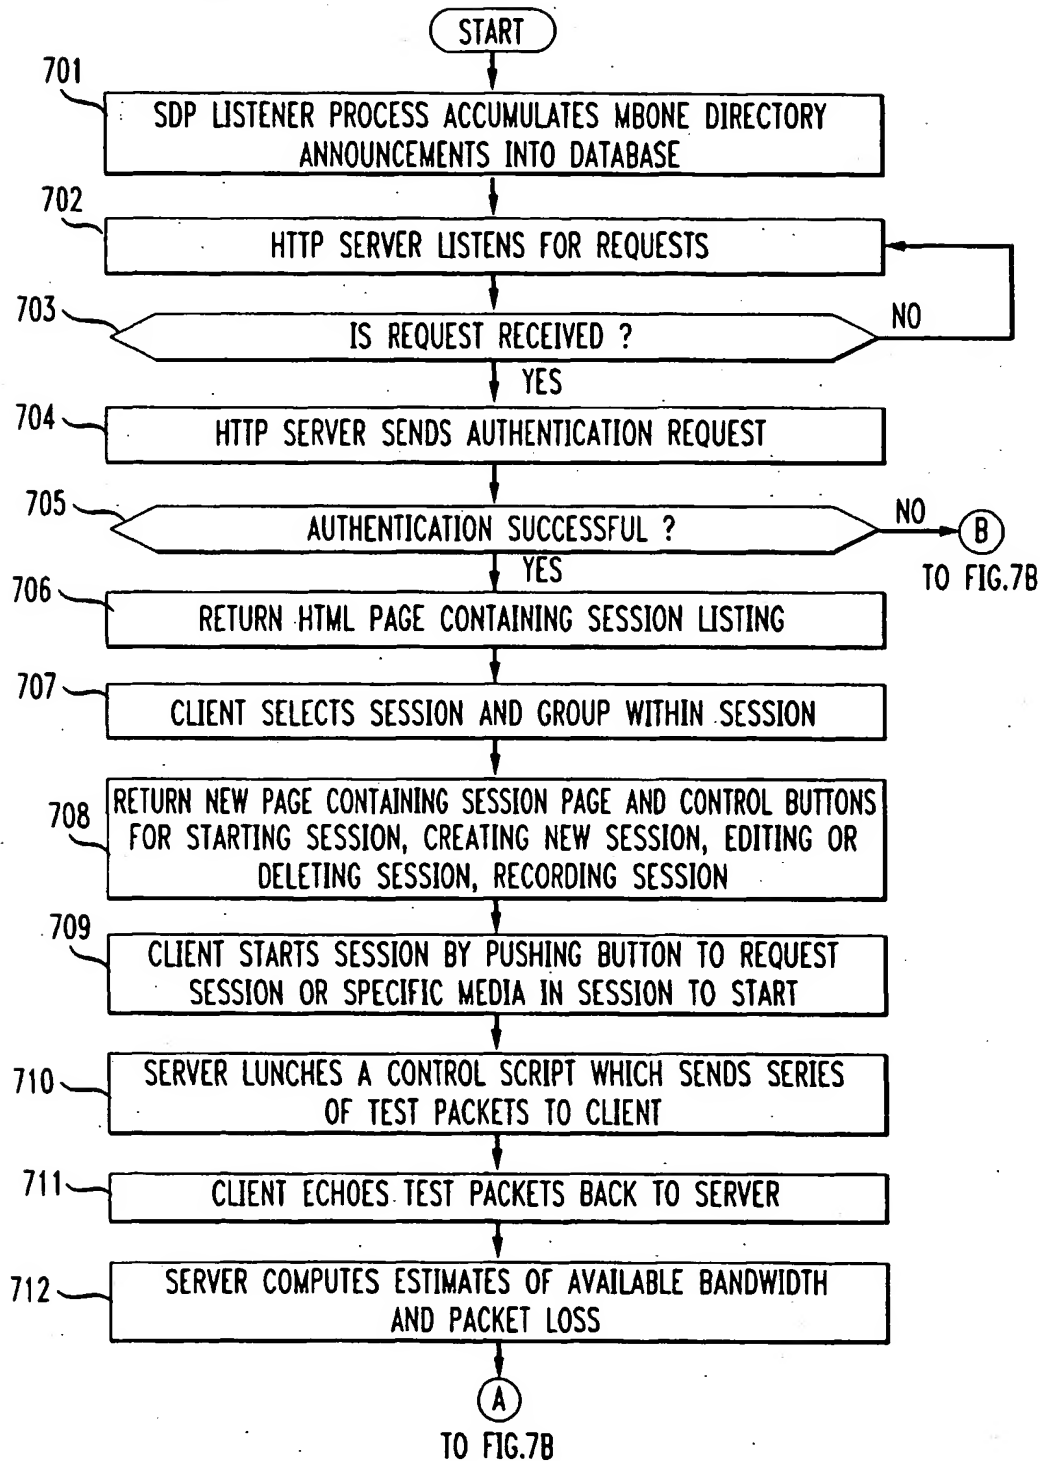 START
701
SDP LISTENER PROCESS ACCUMULATES MBONE DIRECTORY
ANNOUNCEMENTS INTO DATABASE
702
HTTP SERVER LISTENS FOR REQUESTS
703
IS REQUEST RECEIVED ?
NO
YES
704
HTTP SERVER SENDS AUTHENTICATION REQUEST
705
AUTHENTICATION SUCCESSFUL ?
NO
B
TO FIG.7B
YES
706
RETURN HTML PAGE CONTAINING SESSION LISTING
707
CLIENT SELECTS SESSION AND GROUP WITHIN SESSION
708
RETURN NEW PAGE CONTAINING SESSION PAGE AND CONTROL BUTTONS
FOR STARTING SESSION, CREATING NEW SESSION, EDITING OR
DELETING SESSION, RECORDING SESSION
709
CLIENT STARTS SESSION BY PUSHING BUTTON TO REQUEST
SESSION OR SPECIFIC MEDIA IN SESSION TO START
710
SERVER LUNCHES A CONTROL SCRIPT WHICH SENDS SERIES
OF TEST PACKETS TO CLIENT
711
CLIENT ECHOES TEST PACKETS BACK TO SERVER
712
SERVER COMPUTES ESTIMATES OF AVAILABLE BANDWIDTH
AND PACKET LOSS
A
TO FIG.7B